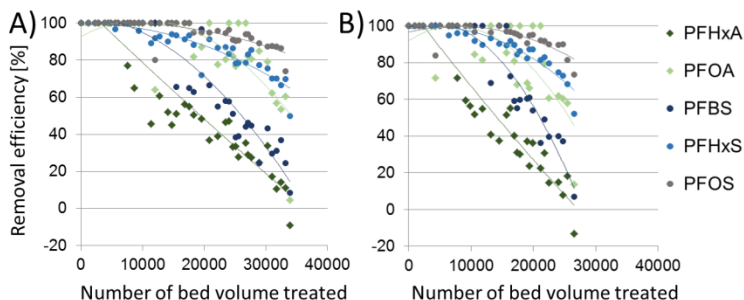 A)
B)
Removal efficiency [%]
100
80
60
40
20
0
-20
0
10000
20000
30000
40000
Number of bed volume treated
100
80
60
40
20
0
-20
0
10000
20000
30000
40000
Number of bed volume treated
PFHxA
PFOA
PFBS
PFHxS
PFOS